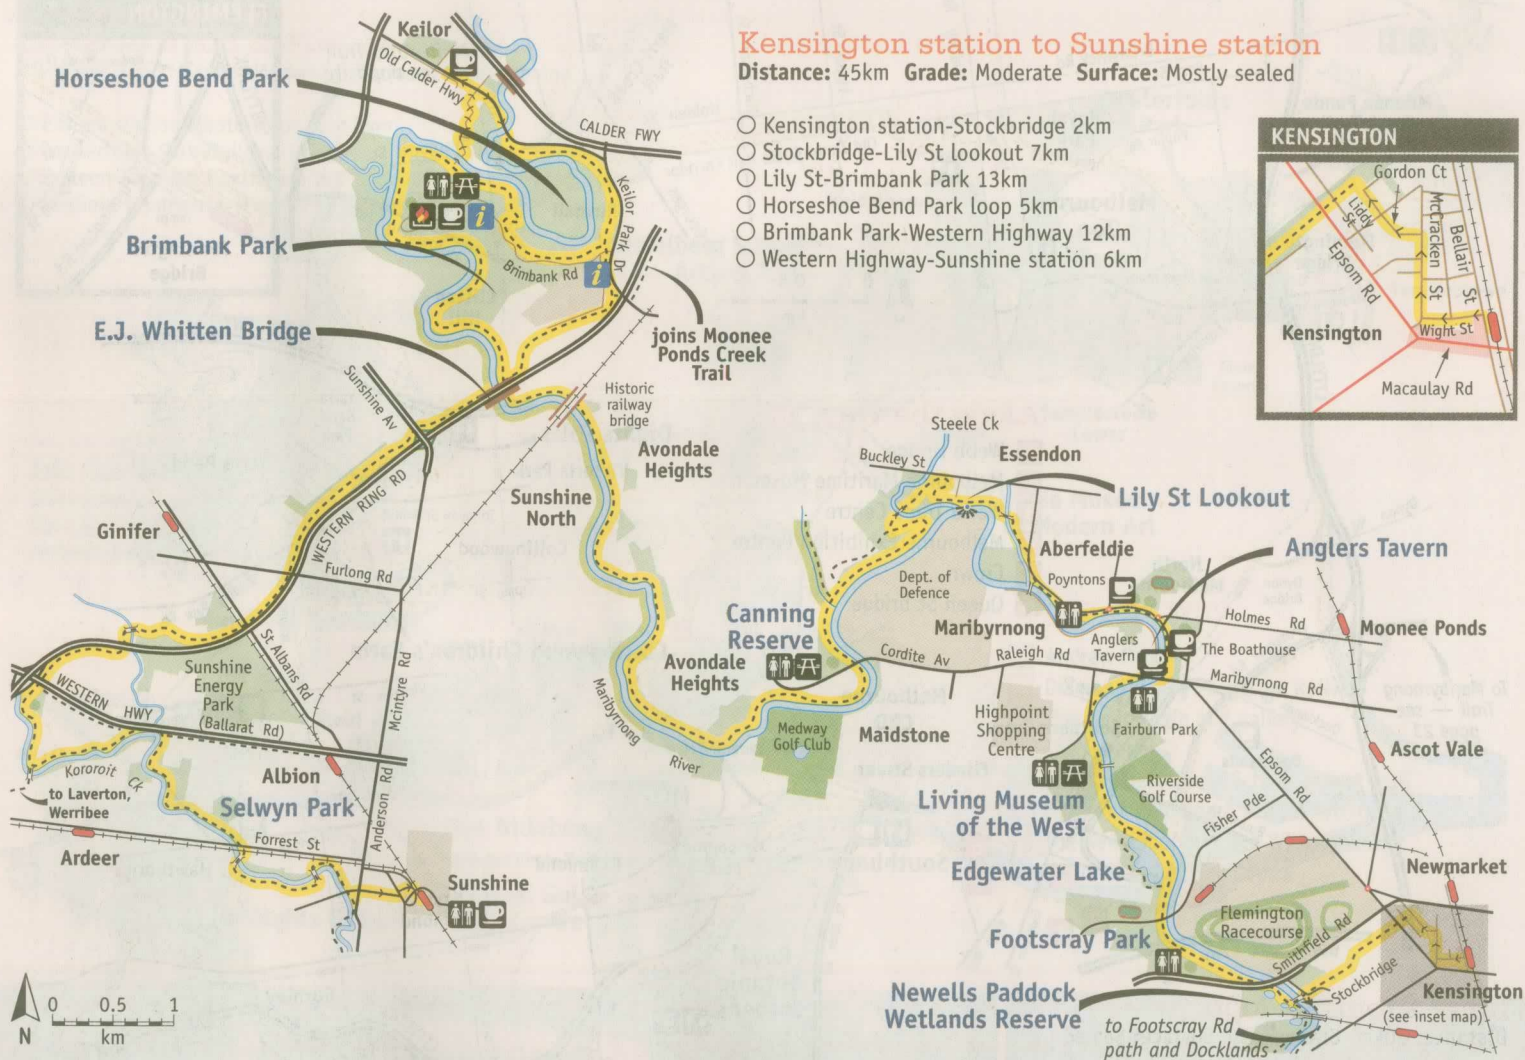 Kensington station to Sunshine station
Distance: 45km Grade: Moderate Surface: Mostly sealed
Kensington station-Stockbridge 2km
Stockbridge-Lily St lookout 7km
Lily St-Brimbank Park 13km
Horseshoe Bend Park loop 5km
Brimbank Park-Western Highway 12km
Western Highway-Sunshine station 6km
KENSINGTON
Gordon Ct
Liddy St
McCracken St
Bellair St
Epsom Rd
Kensington
Wight St
Macaulay Rd
Keilor
Old Calder Hwy
Horseshoe Bend Park
CALDER FWY
Keilor Park Dr
Brimbank Park
Brimbank Rd
E.J. Whitten Bridge
joins Moonee
Ponds Creek
Trail
Sunshine Av
Historic
railway
bridge
Avondale
Heights
Sunshine
North
WESTERN RING RD
Ginifer
Furlong Rd
Steele Ck
Buckley St
Essendon
Lily St Lookout
Aberfeldie
Anglers Tavern
Poyntons
Dept. of
Defence
Canning
Reserve
Maribyrnong
Anglers
Tavern
Holmes Rd
The Boathouse
Moonee Ponds
Avondale
Heights
Cordite Av
Raleigh Rd
Maribyrnong Rd
St Albans Rd
McIntyre Rd
Sunshine
Energy
Park
WESTERN HWY
(Ballarat Rd)
Maribyrnong
River
Medway
Golf Club
Maidstone
Highpoint
Shopping
Centre
Fairburn Park
Ascot Vale
Epsom Rd
Kororoit Ck
to Laverton,
Werribee
Albion
Selwyn Park
Anderson Rd
Riverside
Golf Course
Living Museum
of the West
Fisher Pde
Ardeer
Forrest St
Edgewater Lake
Newmarket
Sunshine
Flemington
Racecourse
Footscray Park
Smithfield Rd
Stockbridge
Newells Paddock
Wetlands Reserve
Kensington
(see inset map)
to Footscray Rd
path and Docklands
N
0 0.5 1
km